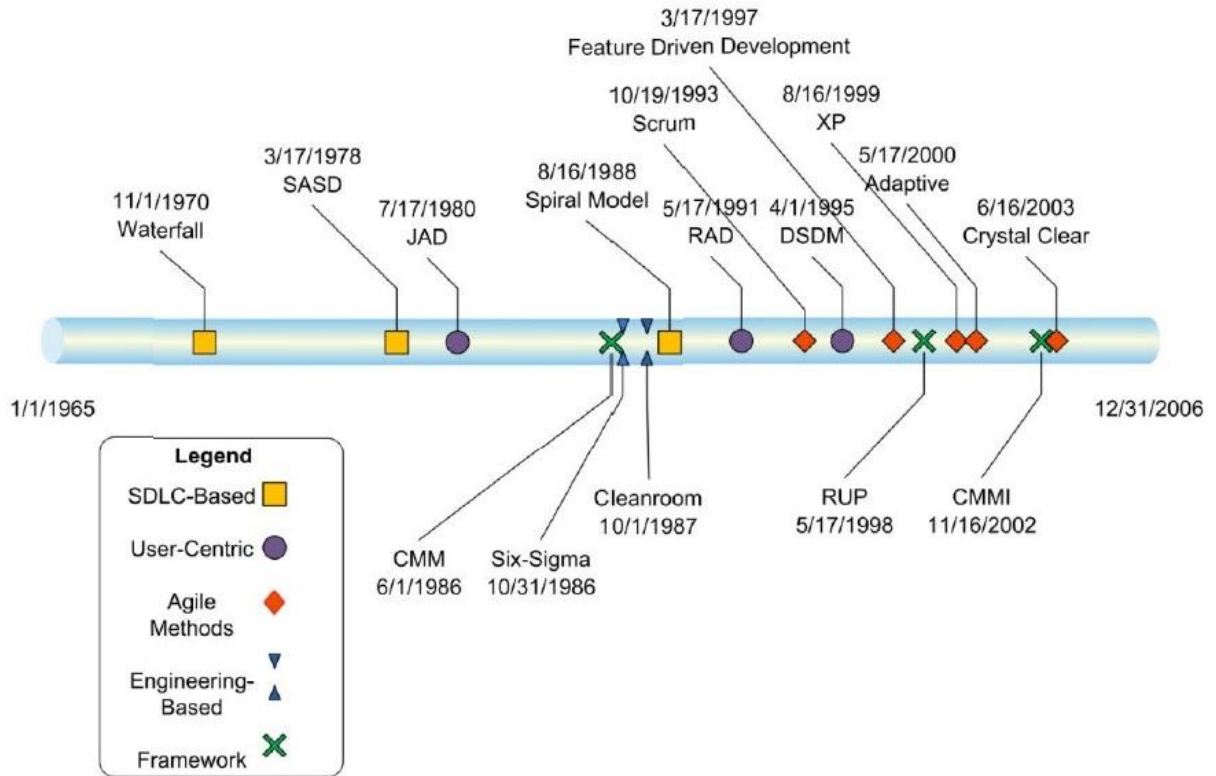 3/17/1997
Feature Driven Development
10/19/1993
Scrum
8/16/1999
XP
3/17/1978
SASD
8/16/1988
Spiral Model
5/17/2000
Adaptive
11/1/1970
Waterfall
7/17/1980
JAD
5/17/1991
RAD
4/1/1995
DSDM
6/16/2003
Crystal Clear
1/1/1965
12/31/2006
Legend
SDLC-Based
User-Centric
Agile
Methods
Engineering-
Based
Framework
CMM
6/1/1986
Six-Sigma
10/31/1986
Cleanroom
10/1/1987
RUP
5/17/1998
CMMI
11/16/2002